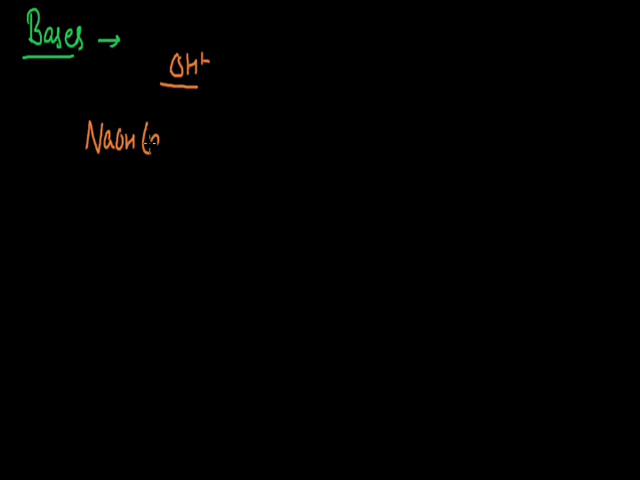 Bases →
OH⁺
NaOH (